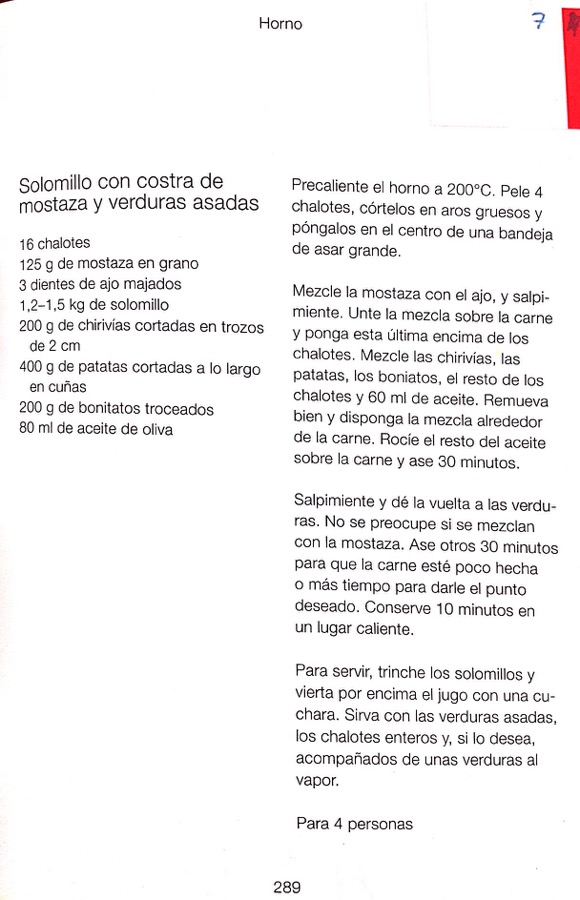 Horno
7
Solomillo con costra de
mostaza y verduras asadas
16 chalotes
125 g de mostaza en grano
3 dientes de ajo majados
1,2–1,5 kg de solomillo
200 g de chirivías cortadas en trozos
de 2 cm
400 g de patatas cortadas a lo largo
en cuñas
200 g de bonitatos troceados
80 ml de aceite de oliva
Precaliente el horno a 200°C. Pele 4
chalotes, córtelos en aros gruesos y
póngalos en el centro de una bandeja
de asar grande.
Mezcle la mostaza con el ajo, y salpi-
miente. Unte la mezcla sobre la carne
y ponga esta última encima de los
chalotes. Mezcle las chirivías, las
patatas, los boniatos, el resto de los
chalotes y 60 ml de aceite. Remueva
bien y disponga la mezcla alrededor
de la carne. Rocíe el resto del aceite
sobre la carne y ase 30 minutos.
Salpimiente y dé la vuelta a las verdu-
ras. No se preocupe si se mezclan
con la mostaza. Ase otros 30 minutos
para que la carne esté poco hecha
o más tiempo para darle el punto
deseado. Conserve 10 minutos en
un lugar caliente.
Para servir, trinche los solomillos y
vierta por encima el jugo con una cu-
chara. Sirva con las verduras asadas,
los chalotes enteros y, si lo desea,
acompañados de unas verduras al
vapor.
Para 4 personas
289